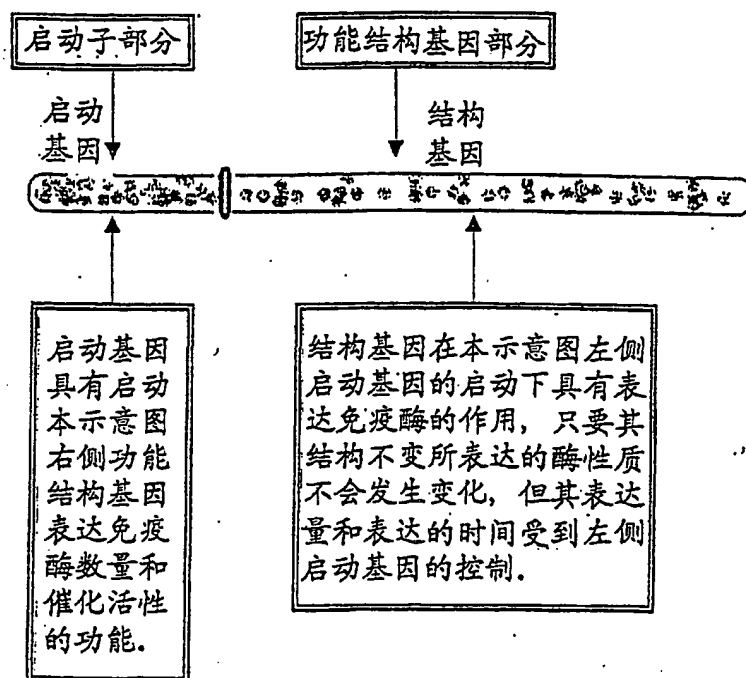 启动子部分
功能结构基因部分
启动
基因
结构
基因
启动基因
具有启动
本示意图
右侧功能
结构基因
表达免疫
酶数量和
催化活性
的功能.
结构基因在本示意图左侧
启动基因的启动下具有表
达免疫酶的作用, 只要其
结构不变所表达的酶性质
不会发生变化, 但其表达
量和表达的时间受到左侧
启动基因的控制.